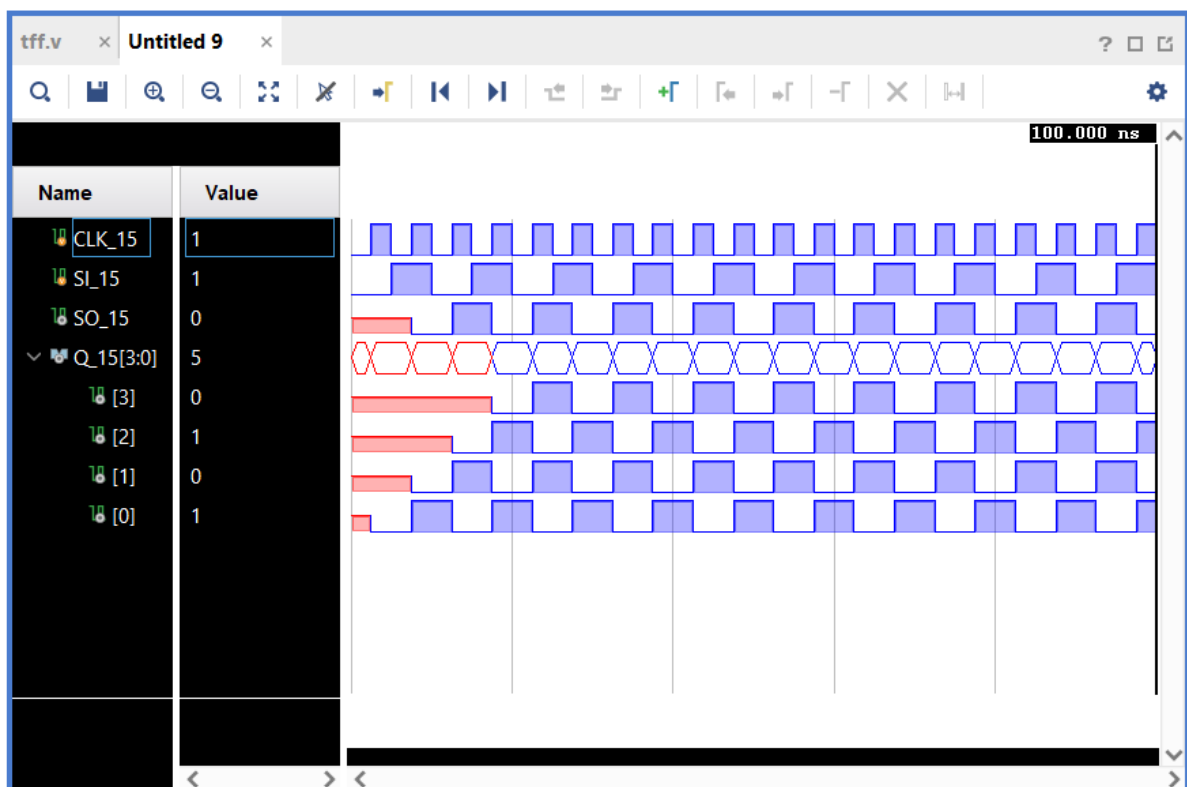 tff.v × Untitled 9 ×
?
100.000 ns
Name Value
CLK_15 1
SI_15 1
SO_15 0
Q_15[3:0] 5
[3] 0
[2] 1
[1] 0
[0] 1